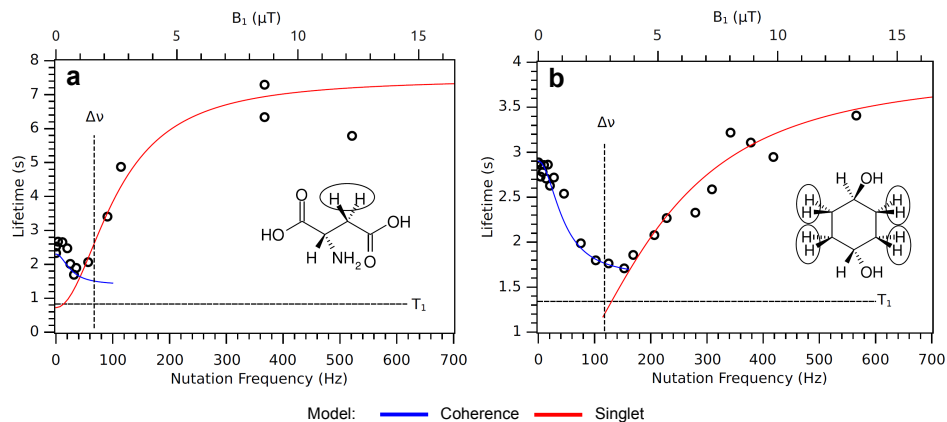 B₁ (μT)
0 5 10 15
a
8
7
6
5
4
3
2
1
0
Lifetime (s)
Δν
T₁
O
HO
H H
OH
H NH₂ O
0 100 200 300 400 500 600 700
Nutation Frequency (Hz)
B₁ (μT)
0 5 10 15
b
4
3.5
3
2.5
2
1.5
1
Lifetime (s)
Δν
T₁
H OH
H H
H H
H H
H H
H OH
0 100 200 300 400 500 600 700
Nutation Frequency (Hz)
Model: Coherence Singlet